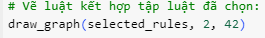 # Vẽ luật kết hợp tập luật đã chọn:
draw_graph(selected_rules, 2, 42)